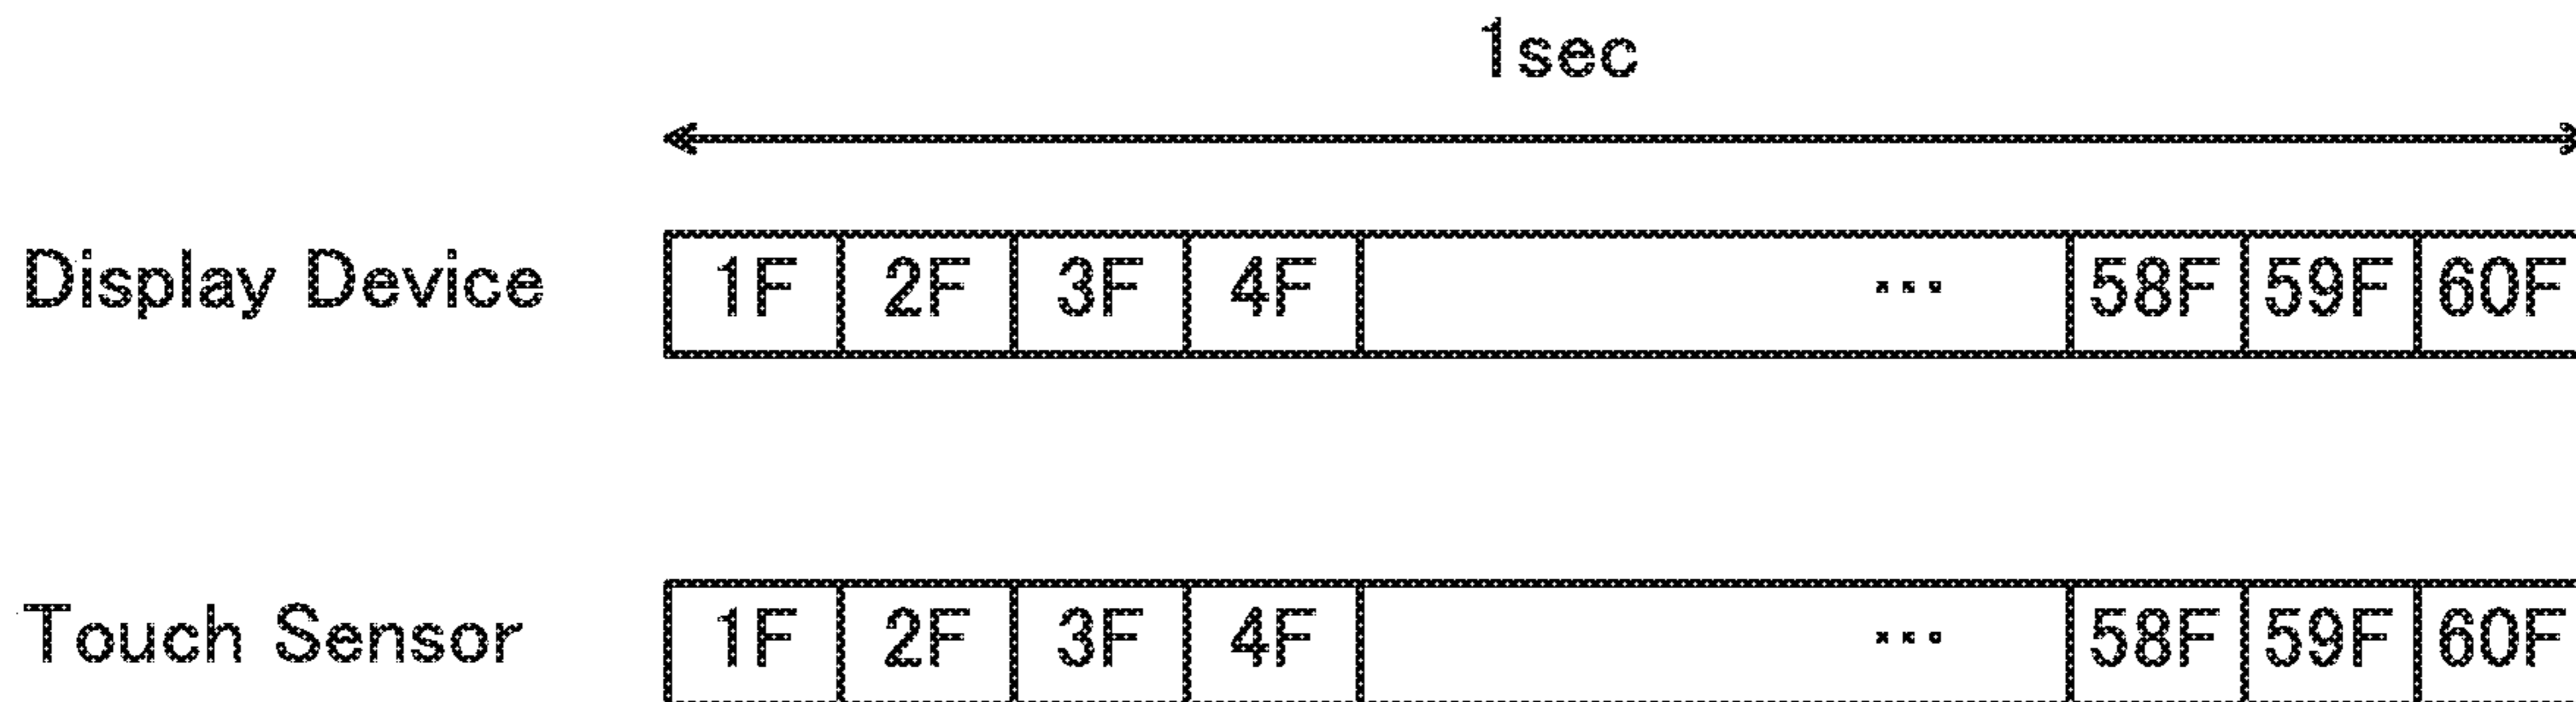 1sec
Display Device 1F 2F 3F 4F ... 58F 59F 60F
Touch Sensor 1F 2F 3F 4F ... 58F 59F 60F